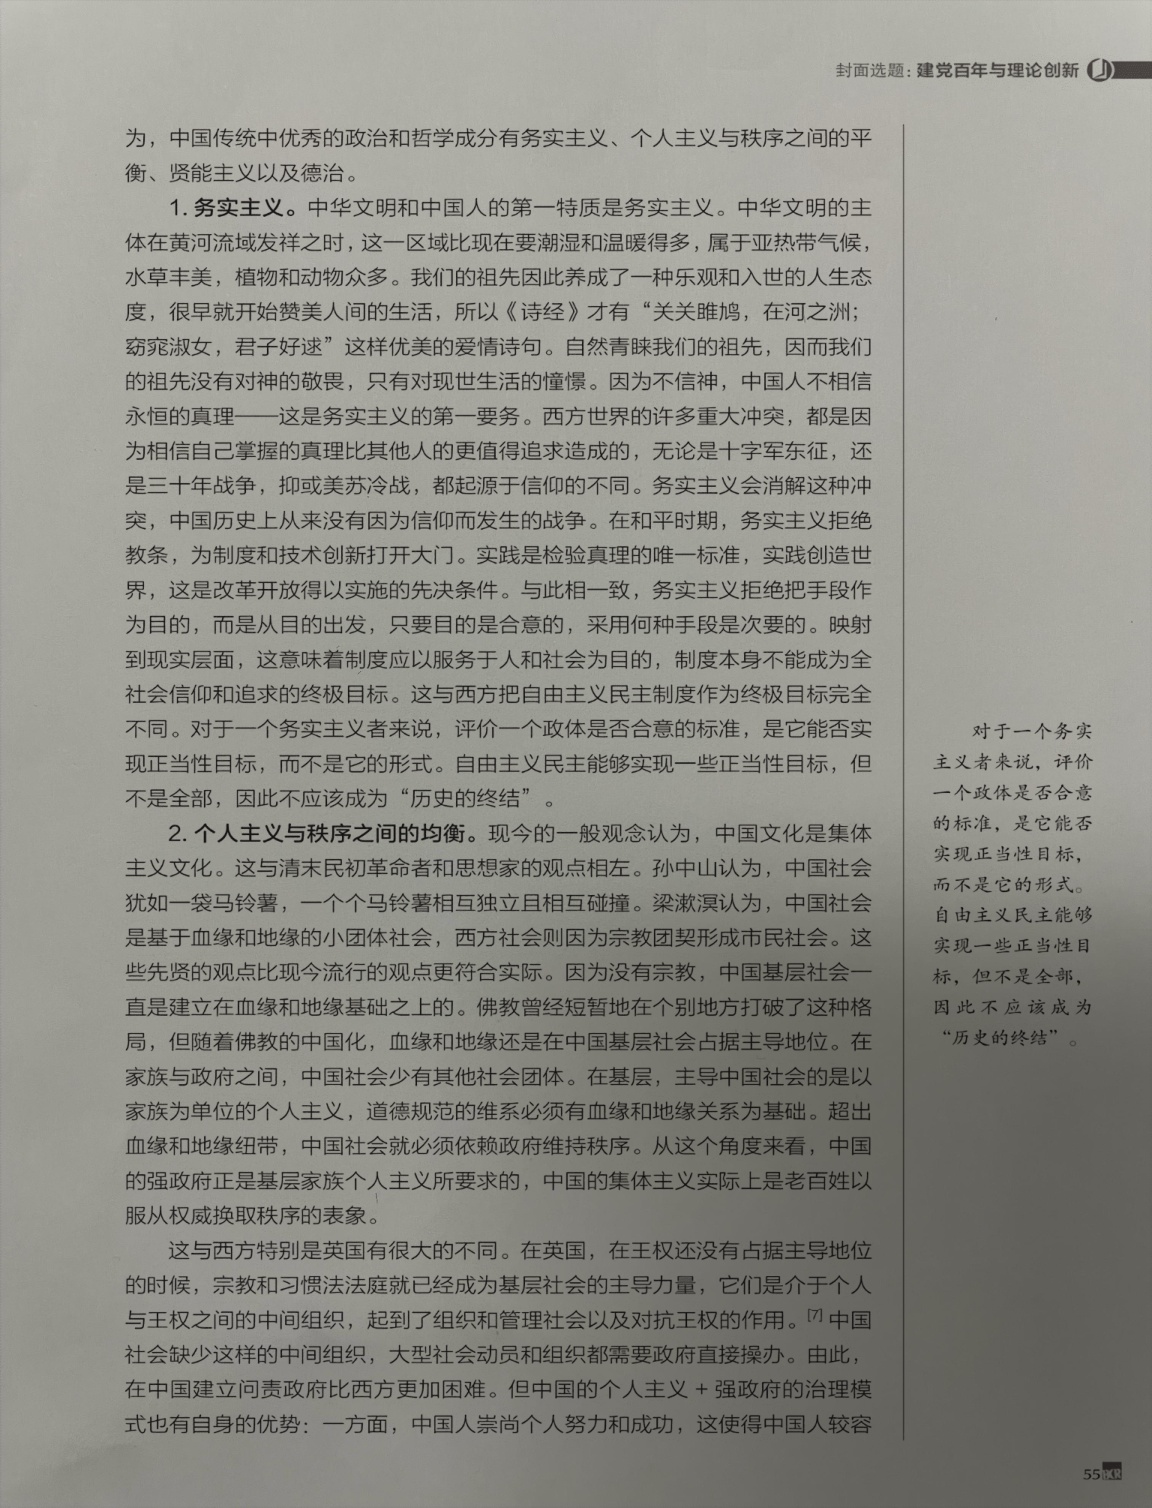 封面选题：建党百年与理论创新
为，中国传统中优秀的政治和哲学成分有务实主义、个人主义与秩序之间的平
衡、贤能主义以及德治。
1. 务实主义。中华文明和中国人的第一特质是务实主义。中华文明的主
体在黄河流域发祥之时，这一区域比现在要潮湿和温暖得多，属于亚热带气候，
水草丰美，植物和动物众多。我们的祖先因此养成了一种乐观和入世的人生态
度，很早就开始赞美人间的生活，所以《诗经》才有“关关雎鸠，在河之洲；
窈窕淑女，君子好逑”这样优美的爱情诗句。自然青睐我们的祖先，因而我们
的祖先没有对神的敬畏，只有对现世生活的憧憬。因为不信神，中国人不相信
永恒的真理——这是务实主义的第一要务。西方世界的许多重大冲突，都是因
为相信自己掌握的真理比其他人的更值得追求造成的，无论是十字军东征，还
是三十年战争，抑或美苏冷战，都起源于信仰的不同。务实主义会消解这种冲
突，中国历史上从来没有因为信仰而发生的战争。在和平时期，务实主义拒绝
教条，为制度和技术创新打开大门。实践是检验真理的唯一标准，实践创造世
界，这是改革开放得以实施的先决条件。与此相一致，务实主义拒绝把手段作
为目的，而是从目的出发，只要目的是合意的，采用何种手段是次要的。映射
到现实层面，这意味着制度应以服务于人和社会为目的，制度本身不能成为全
社会信仰和追求的终极目标。这与西方把自由主义民主制度作为终极目标完全
不同。对于一个务实主义者来说，评价一个政体是否合意的标准，是它能否实
现正当性目标，而不是它的形式。自由主义民主能够实现一些正当性目标，但
不是全部，因此不应该成为“历史的终结”。
2. 个人主义与秩序之间的均衡。现今的一般观念认为，中国文化是集体
主义文化。这与清末民初革命者和思想家的观点相左。孙中山认为，中国社会
犹如一袋马铃薯，一个个马铃薯相互独立且相互碰撞。梁漱溟认为，中国社会
是基于血缘和地缘的小团体社会，西方社会则因为宗教团契形成市民社会。这
些先贤的观点比现今流行的观点更符合实际。因为没有宗教，中国基层社会一
直是建立在血缘和地缘基础之上的。佛教曾经短暂地在个别地方打破了这种格
局，但随着佛教的中国化，血缘和地缘还是在中国基层社会占据主导地位。在
家族与政府之间，中国社会少有其他社会团体。在基层，主导中国社会的是以
家族为单位的个人主义，道德规范的维系必须有血缘和地缘关系为基础。超出
血缘和地缘纽带，中国社会就必须依赖政府维持秩序。从这个角度来看，中国
的强政府正是基层家族个人主义所要求的，中国的集体主义实际上是老百姓以
服从权威换取秩序的表象。
这与西方特别是英国有很大的不同。在英国，在王权还没有占据主导地位
的时候，宗教和习惯法法庭就已经成为基层社会的主导力量，它们是介于个人
与王权之间的中间组织，起到了组织和管理社会以及对抗王权的作用。[7] 中国
社会缺少这样的中间组织，大型社会动员和组织都需要政府直接操办。由此，
在中国建立问责政府比西方更加困难。但中国的个人主义 + 强政府的治理模
式也有自身的优势：一方面，中国人崇尚个人努力和成功，这使得中国人较容
对于一个务实
主义者来说，评价
一个政体是否合意
的标准，是它能否
实现正当性目标，
而不是它的形式。
自由主义民主能够
实现一些正当性目
标，但不是全部，
因此不应该成为
“历史的终结”。
55